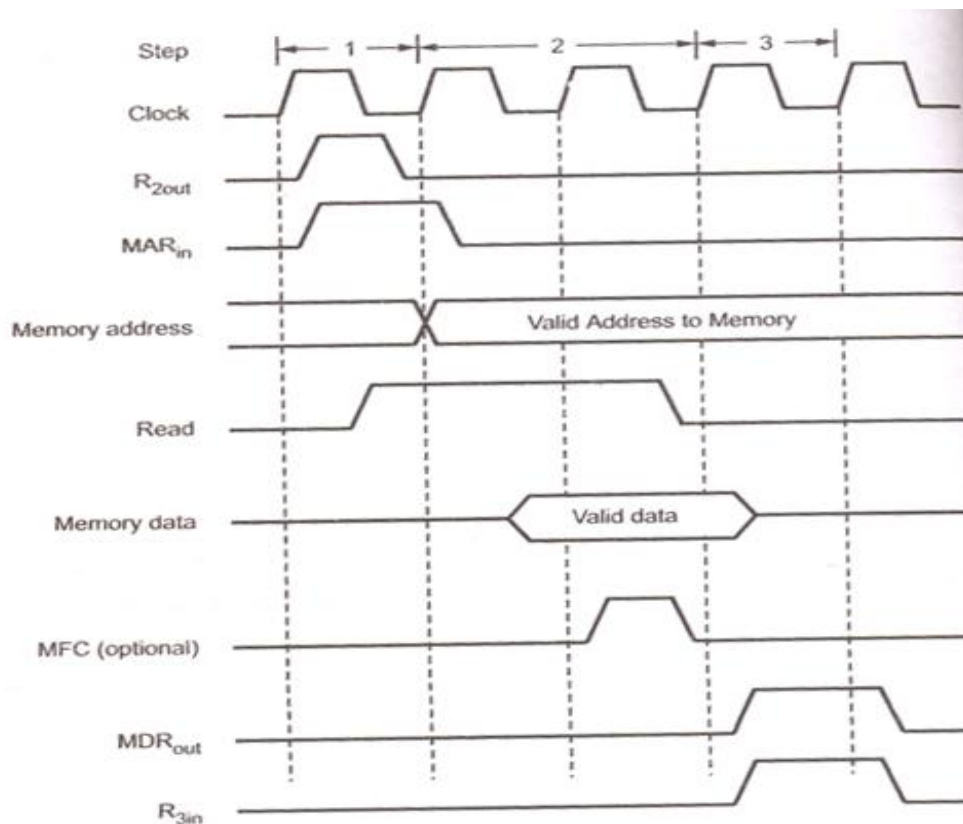 Step 1 2 3
Clock
R2out
MARin
Memory address Valid Address to Memory
Read
Memory data Valid data
MFC (optional)
MDRout
R3in